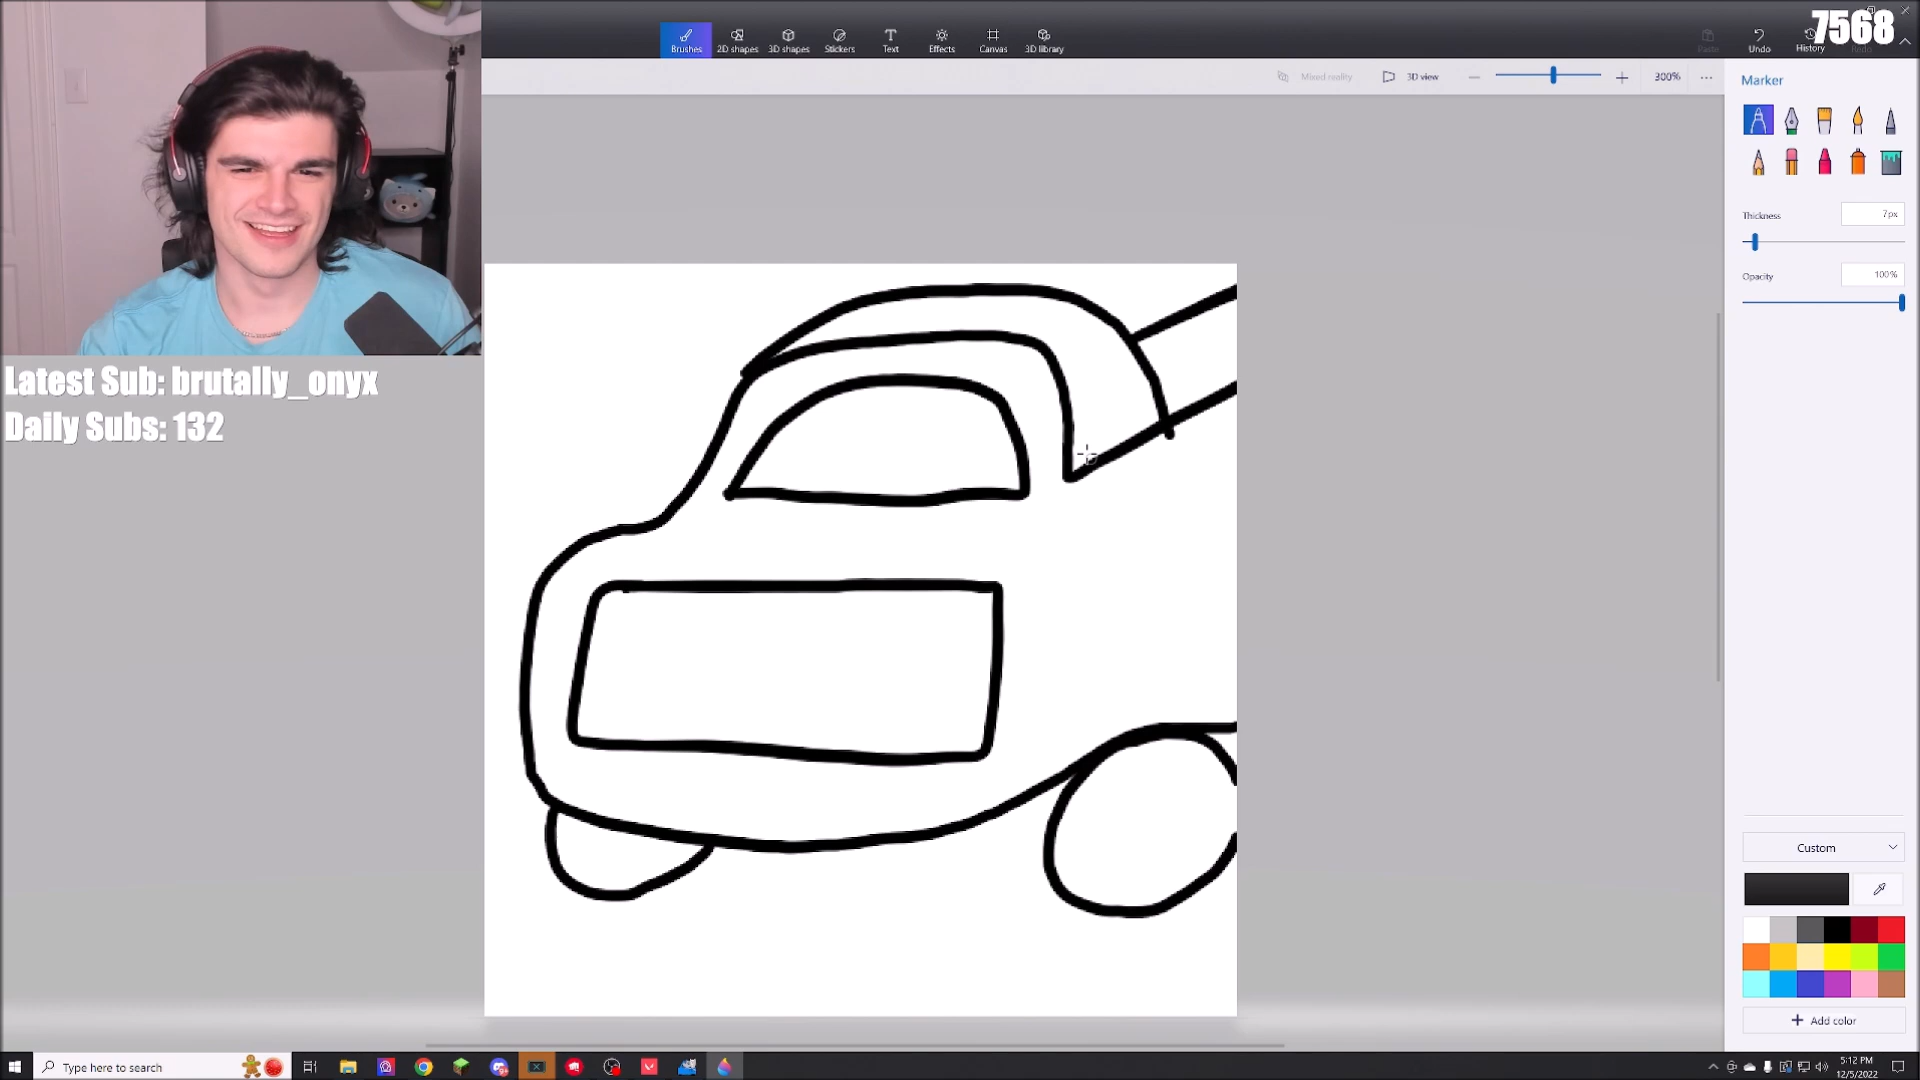 7568
Brushes
2D shapes
3D shapes
Stickers
Text
Effects
Canvas
3D library
Paste
Undo
History
Redo
Mixed reality
3D view
300%
Marker
Thickness
7px
Opacity
100%
Latest Sub: brutally_onyx
Daily Subs: 132
Custom
Add color
Type here to search
5:12 PM
12/5/2022